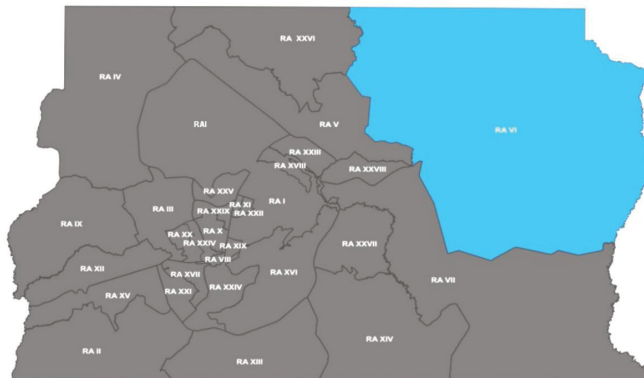 RA XXVI
RA IV
RAI
RA V
RA VI
RA XXIII
RA XVIII
RA XXVIII
RA XXV
RA XI
RA I
RA XXIX
RA XXII
RA IX
RA III
RA XX
RA X
RA XXIV
RA XIX
RA XXVII
RA VIII
RA XII
RA XVII
RA XVI
RA VII
RA XXI
RA XXIV
RA XV
RA XIV
RA II
RA XIII